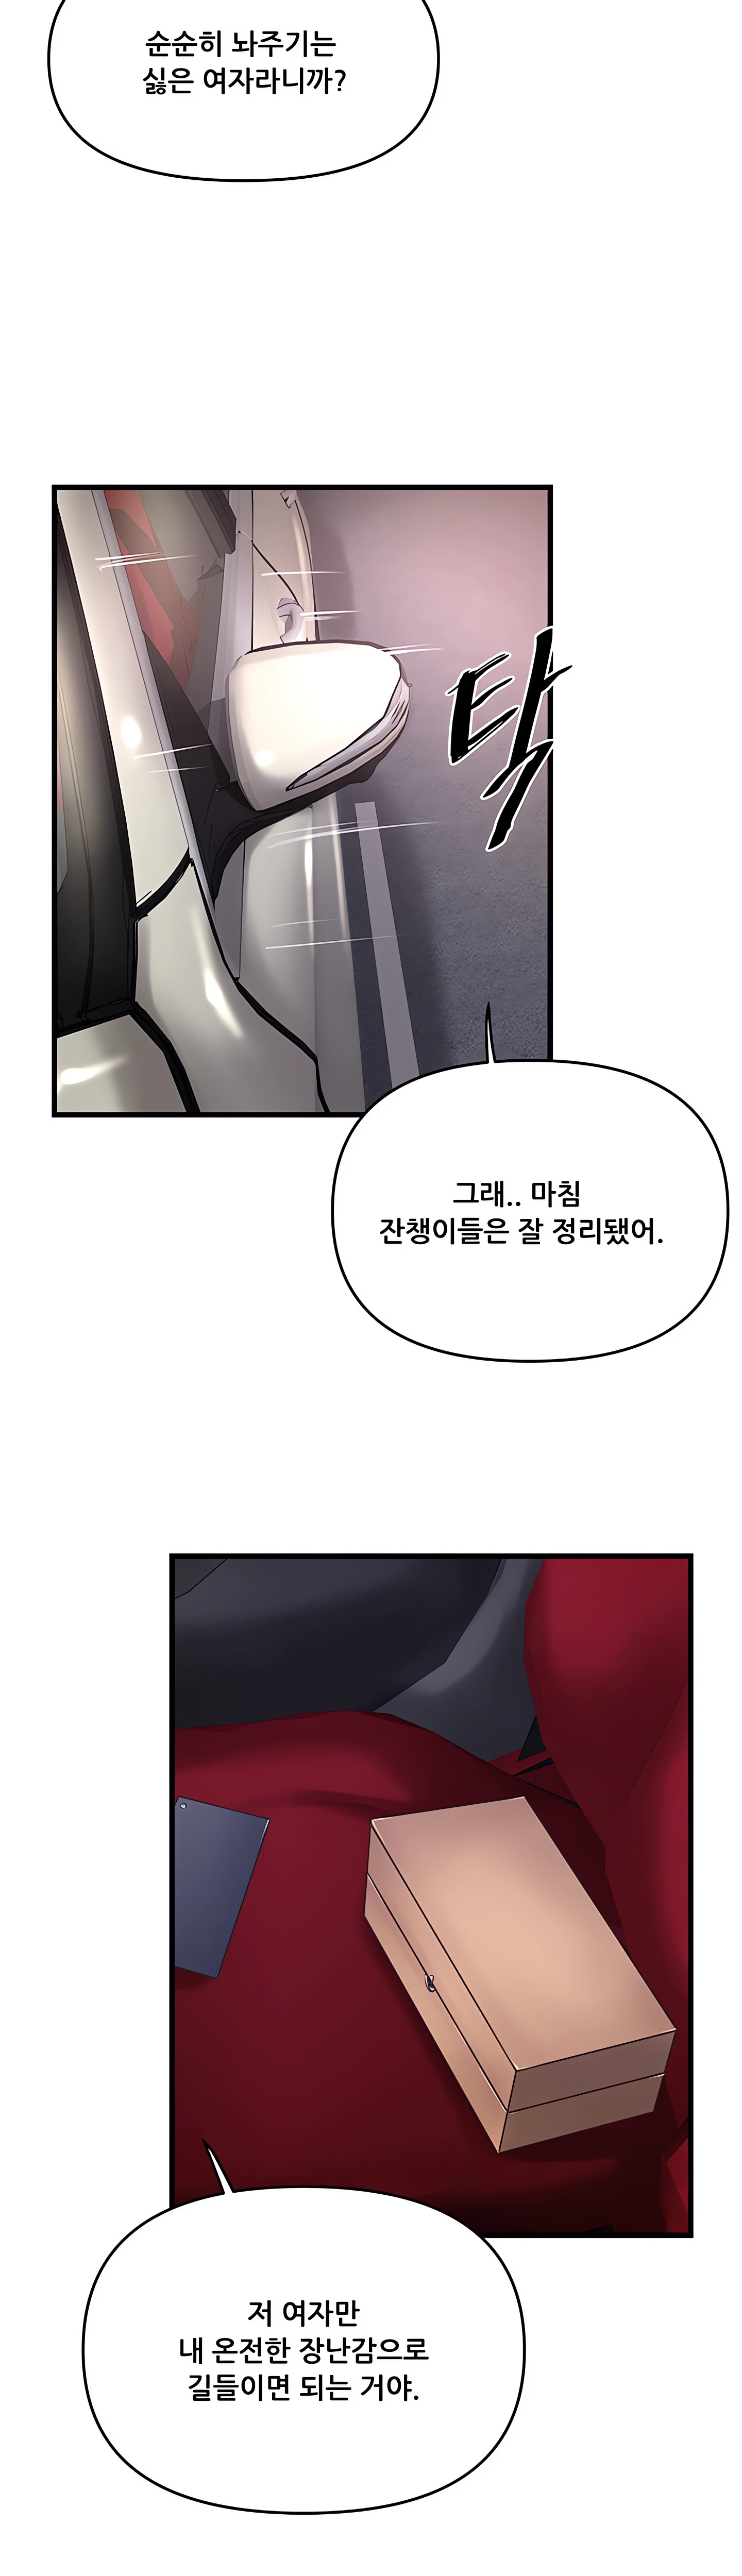 순순히 놔주기는
싫은 여자라니까?
탁
그래.. 마침
잔챙이들은 잘 정리됐어.
저 여자만
내 온전한 장난감으로
길들이면 되는 거야.